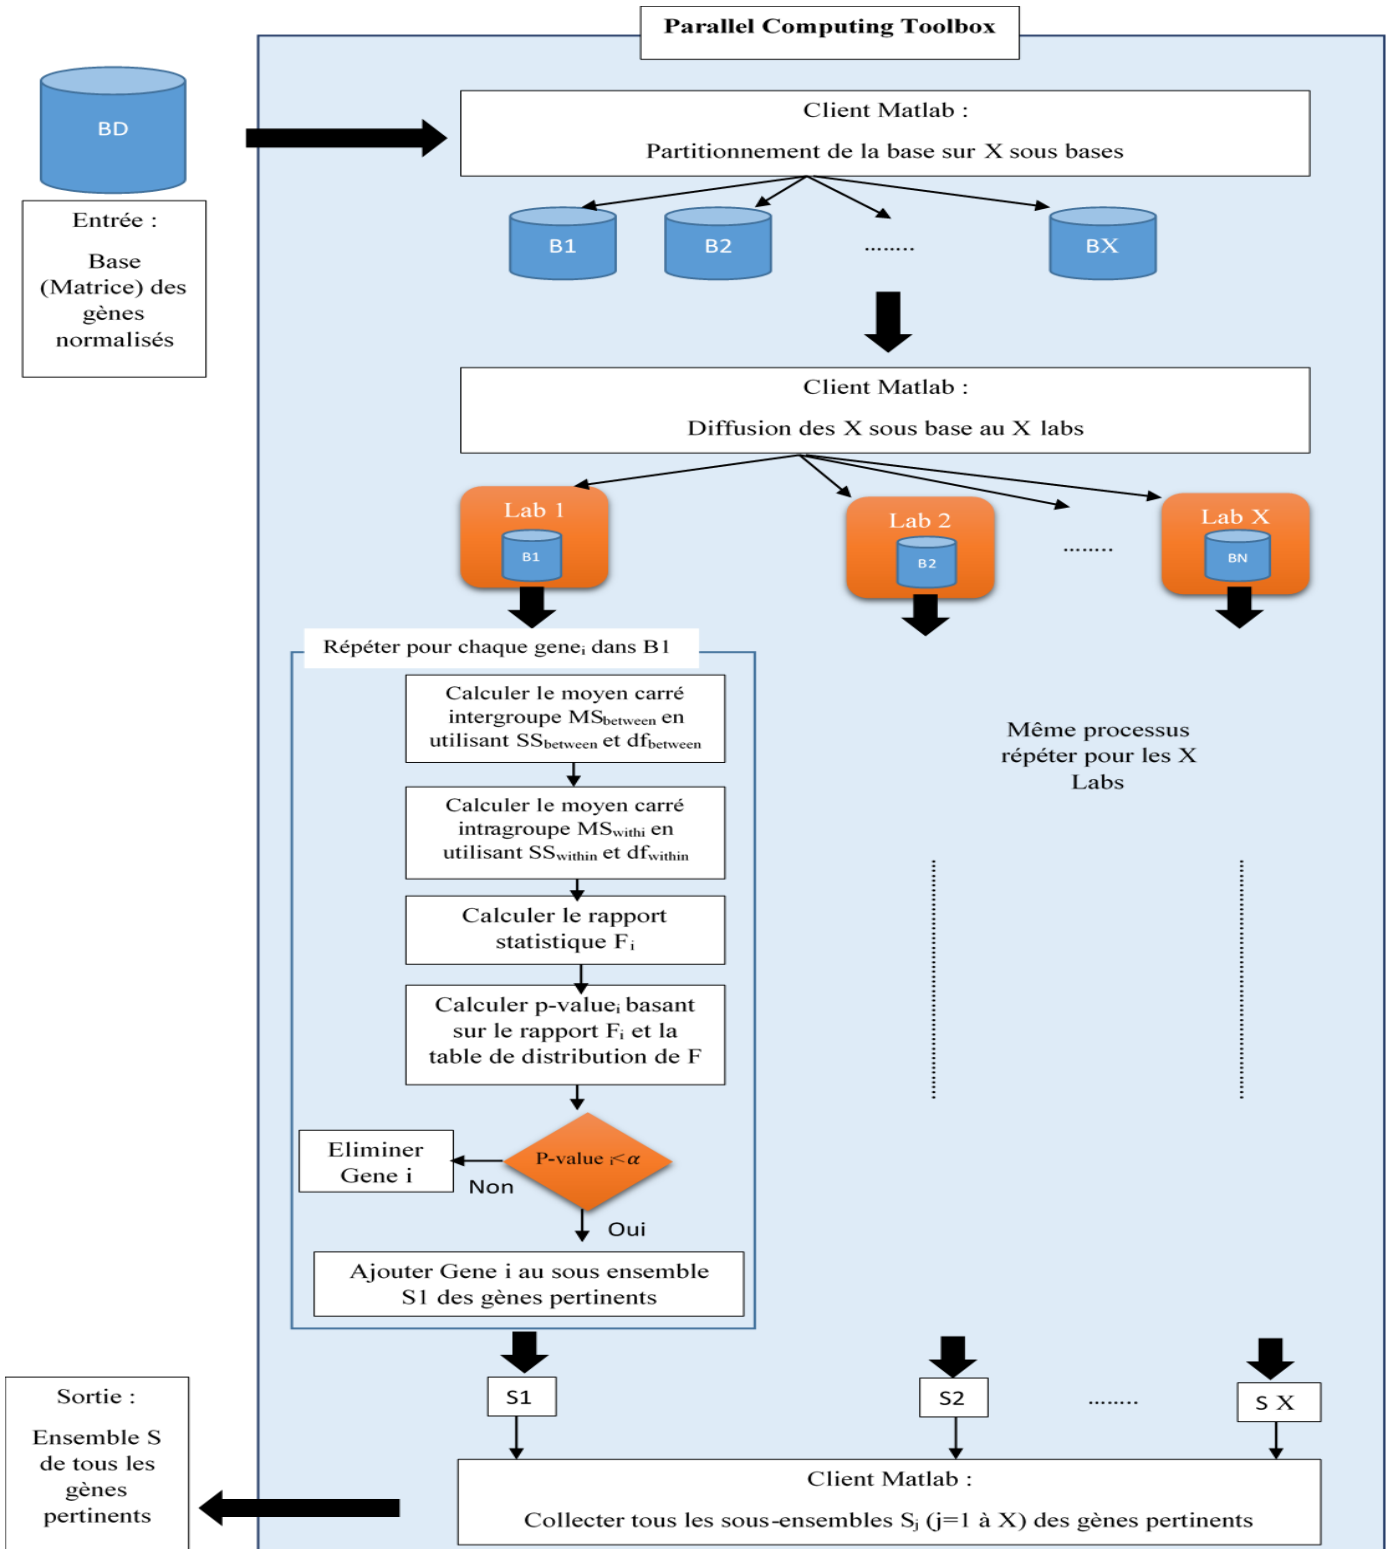 Parallel Computing Toolbox
BD
Entrée :
Base
(Matrice) des
gènes
normalisés
Client Matlab :
Partitionnement de la base sur X sous bases
B1
B2
........
BX
Client Matlab :
Diffusion des X sous base au X labs
Lab 1
B1
Lab 2
B2
........
Lab X
BN
Répéter pour chaque geneᵢ dans B1
Calculer le moyen carré
intergroupe MSbetween en
utilisant SSbetween et dfbetween
Calculer le moyen carré
intragroupe MSwithi en
utilisant SSwithin et dfwithin
Calculer le rapport
statistique Fᵢ
Calculer p-valueᵢ basant
sur le rapport Fᵢ et la
table de distribution de F
P-value ᵢ<α
Non
Eliminer
Gene i
Oui
Ajouter Gene i au sous ensemble
S1 des gènes pertinents
Même processus
répéter pour les X
Labs
S1
S2
........
S X
Client Matlab :
Collecter tous les sous-ensembles Sⱼ (j=1 à X) des gènes pertinents
Sortie :
Ensemble S
de tous les
gènes
pertinents